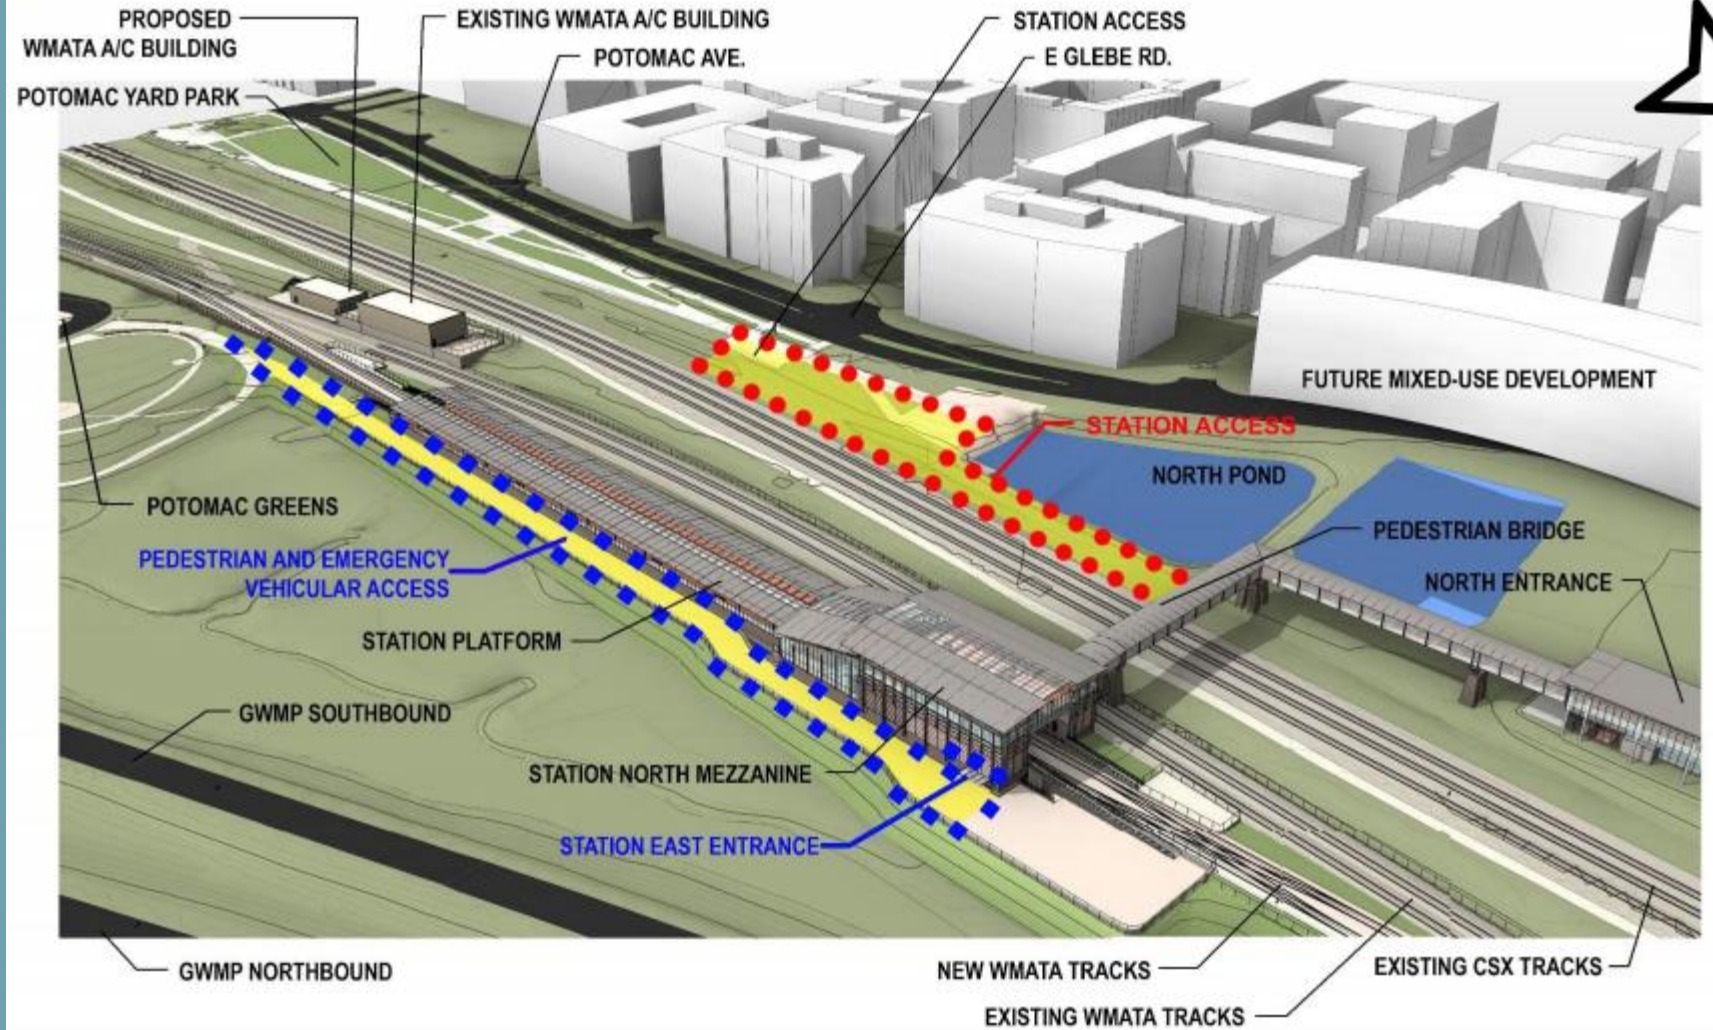 PROPOSED
WMATA A/C BUILDING
EXISTING WMATA A/C BUILDING
STATION ACCESS
POTOMAC AVE.
E GLEBE RD.
POTOMAC YARD PARK
FUTURE MIXED-USE DEVELOPMENT
STATION ACCESS
NORTH POND
POTOMAC GREENS
PEDESTRIAN BRIDGE
PEDESTRIAN AND EMERGENCY
VEHICULAR ACCESS
NORTH ENTRANCE
STATION PLATFORM
GWMP SOUTHBOUND
STATION NORTH MEZZANINE
STATION EAST ENTRANCE
GWMP NORTHBOUND
NEW WMATA TRACKS
EXISTING CSX TRACKS
EXISTING WMATA TRACKS